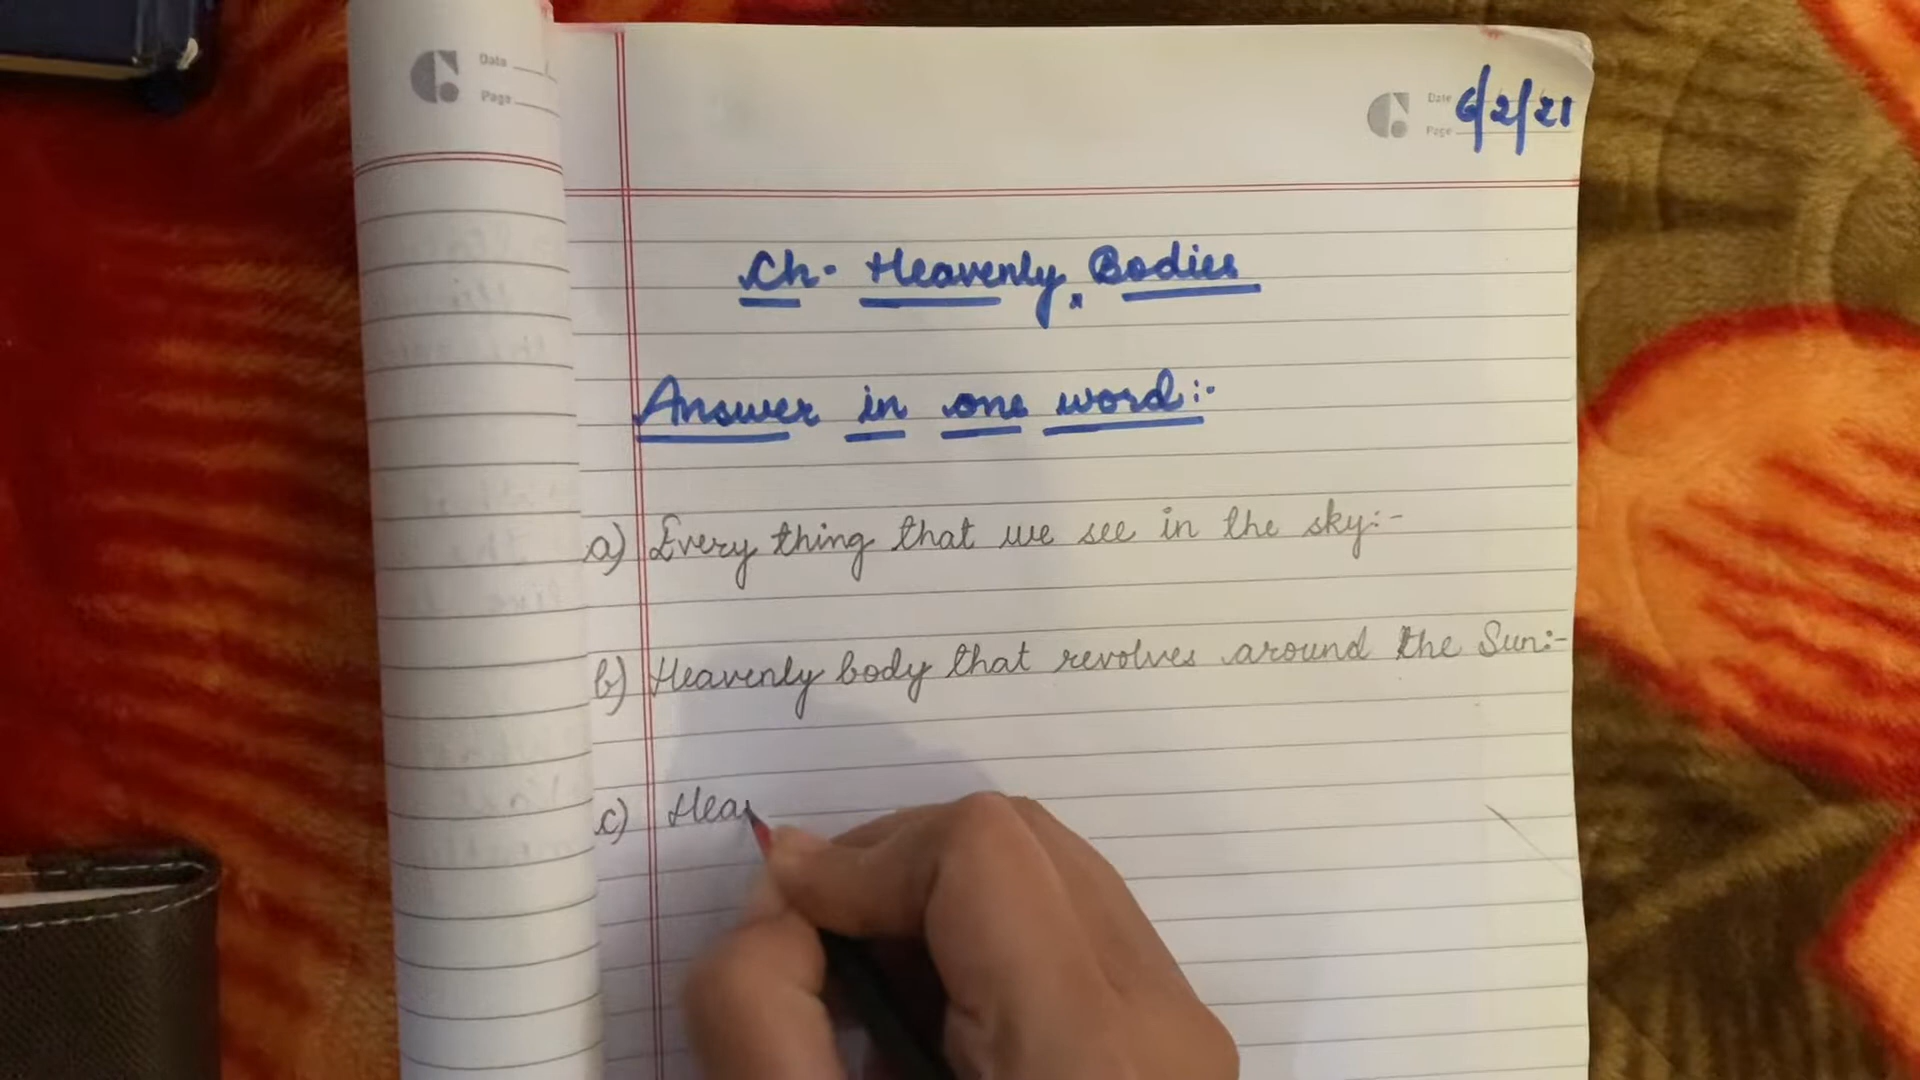 Data
Page
Date 6/2/21
Page
Ch- Heavenly Bodies
Answer in one word:-
a) Every thing that we see in the sky:-
b) Heavenly body that revolves around the Sun:-
c) Hea